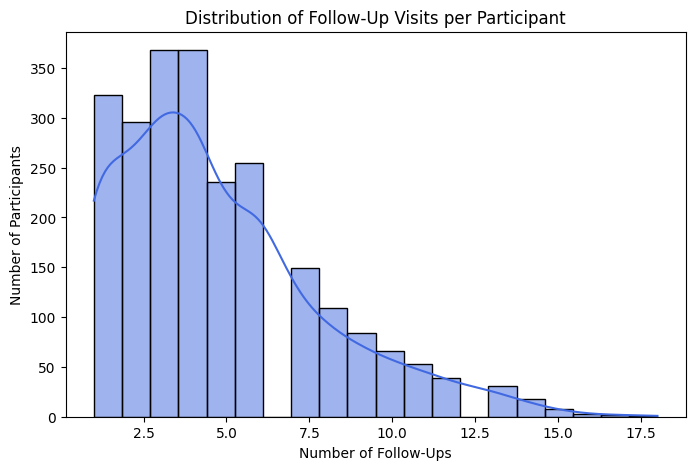 Distribution of Follow-Up Visits per Participant
350
300
250
200
150
100
50
0
Number of Participants
2.5 5.0 7.5 10.0 12.5 15.0 17.5
Number of Follow-Ups